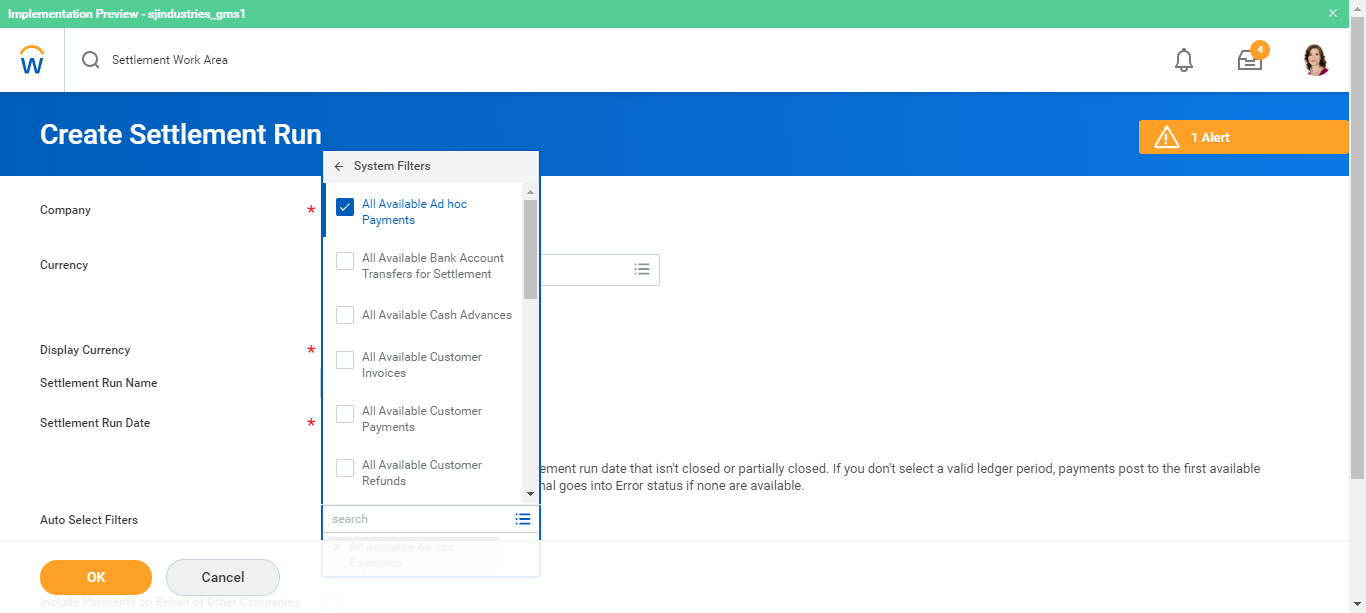 Implementation Preview - sjindustries_gms1
Settlement Work Area
4
Create Settlement Run
1 Alert
System Filters
Company *
All Available Ad hoc
Payments
Currency
All Available Bank Account
Transfers for Settlement
All Available Cash Advances
Display Currency *
All Available Customer
Invoices
Settlement Run Name
Settlement Run Date *
All Available Customer
Payments
All Available Customer
Refunds
ement run date that isn't closed or partially closed. If you don't select a valid ledger period, payments post to the first available
nal goes into Error status if none are available.
Auto Select Filters
search
All Available Ad hoc
Payments
OK
Cancel
Include Payments on Behalf of Other Companies